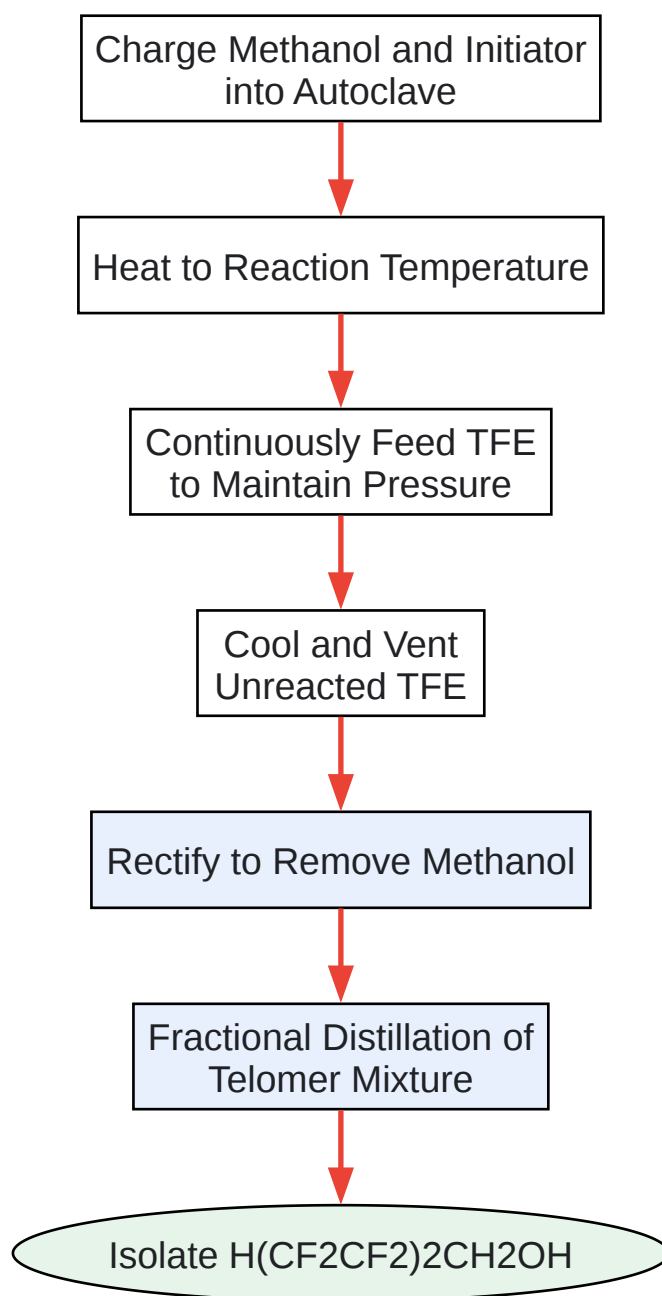 Charge Methanol and Initiator
into Autoclave
Heat to Reaction Temperature
Continuously Feed TFE
to Maintain Pressure
Cool and Vent
Unreacted TFE
Rectify to Remove Methanol
Fractional Distillation of
Telomer Mixture
Isolate H(CF2CF2)2CH2OH